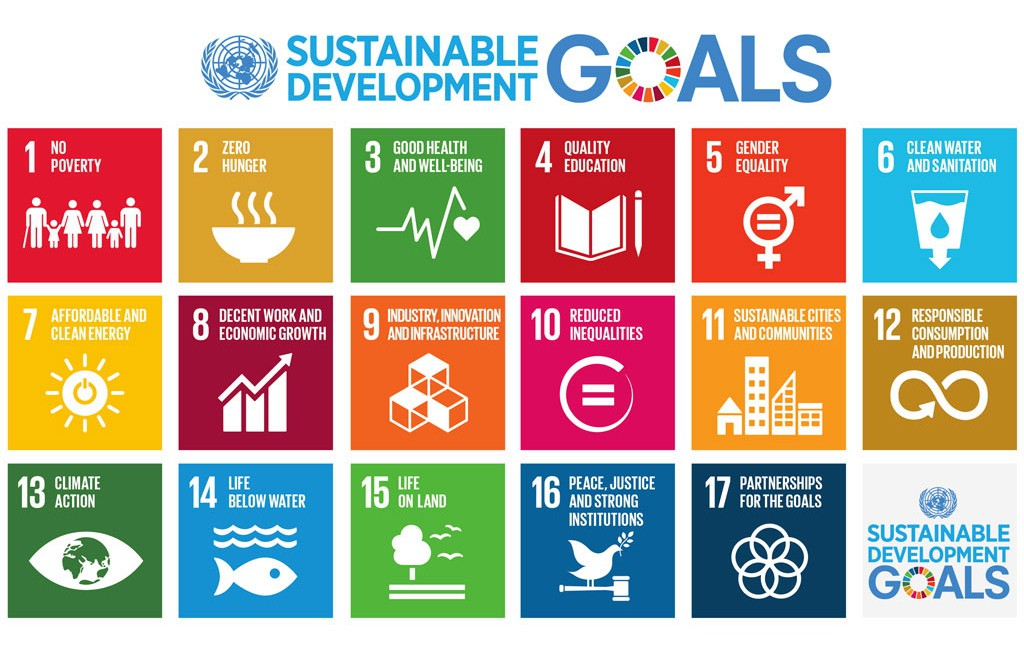 SUSTAINABLE
DEVELOPMENT
GOALS
1 NO
POVERTY
2 ZERO
HUNGER
3 GOOD HEALTH
AND WELL-BEING
4 QUALITY
EDUCATION
5 GENDER
EQUALITY
6 CLEAN WATER
AND SANITATION
7 AFFORDABLE AND
CLEAN ENERGY
8 DECENT WORK AND
ECONOMIC GROWTH
9 INDUSTRY, INNOVATION
AND INFRASTRUCTURE
10 REDUCED
INEQUALITIES
11 SUSTAINABLE CITIES
AND COMMUNITIES
12 RESPONSIBLE
CONSUMPTION
AND PRODUCTION
13 CLIMATE
ACTION
14 LIFE
BELOW WATER
15 LIFE
ON LAND
16 PEACE, JUSTICE
AND STRONG
INSTITUTIONS
17 PARTNERSHIPS
FOR THE GOALS
SUSTAINABLE
DEVELOPMENT
GOALS